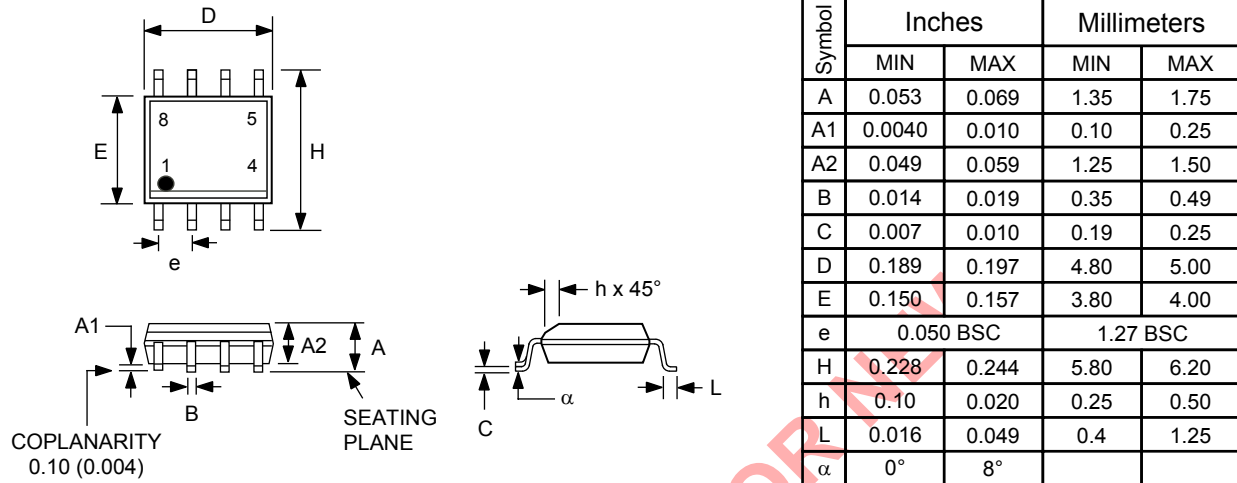 D
8 5
E
H
1 4
e
h x 45°
A1
A2
A
B
SEATING
PLANE
COPLANARITY
0.10 (0.004)
C
α
L
Symbol Inches Millimeters
MIN MAX MIN MAX
A 0.053 0.069 1.35 1.75
A1 0.0040 0.010 0.10 0.25
A2 0.049 0.059 1.25 1.50
B 0.014 0.019 0.35 0.49
C 0.007 0.010 0.19 0.25
D 0.189 0.197 4.80 5.00
E 0.150 0.157 3.80 4.00
e 0.050 BSC 1.27 BSC
H 0.228 0.244 5.80 6.20
h 0.10 0.020 0.25 0.50
L 0.016 0.049 0.4 1.25
α 0° 8°
OR NEW